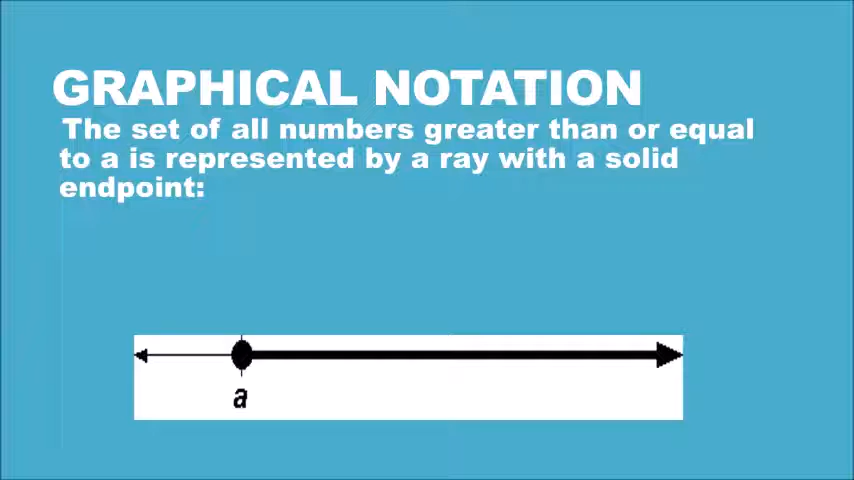 GRAPHICAL NOTATION
The set of all numbers greater than or equal
to a is represented by a ray with a solid
endpoint:
a